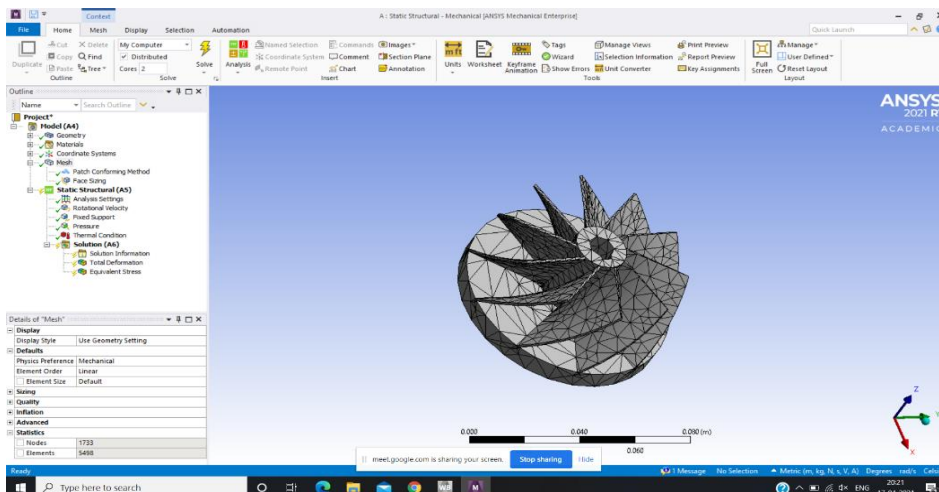 Context
A : Static Structural - Mechanical [ANSYS Mechanical Enterprise]
File Home Mesh Display Selection Automation
Quick Launch
Duplicate
Cut
Copy
Paste
Delete
Find
Tree
Outline
My Computer
Distributed
Cores 2
Solve
Solve
Analysis
Named Selection
Coordinate System
Remote Point
Commands
Comment
Chart
Images
Section Plane
Annotation
Insert
Units
Worksheet
Keyframe
Animation
Tags
Wizard
Show Errors
Manage Views
Selection Information
Unit Converter
Print Preview
Report Preview
Key Assignments
Tools
Full
Screen
Manage
User Defined
Reset Layout
Layout
Outline
Name Search Outline
Project*
Model (A4)
Geometry
Materials
Coordinate Systems
Mesh
Patch Conforming Method
Face Sizing
Static Structural (A5)
Analysis Settings
Rotational Velocity
Fixed Support
Pressure
Thermal Condition
Solution (A6)
Solution Information
Total Deformation
Equivalent Stress
ANSYS
2021 R
ACADEMIC
Details of "Mesh"
Display
Display Style Use Geometry Setting
Defaults
Physics Preference Mechanical
Element Order Linear
Element Size Default
Sizing
Quality
Inflation
Advanced
Statistics
Nodes 1733
Elements 5498
0.000 0.040 0.080 (m)
0.060
Z
Y
X
meet.google.com is sharing your screen. Stop sharing Hide
Ready
1 Message No Selection Metric (m, kg, N, s, V, A) Degrees rad/s Celsi
Type here to search
WB
M
ENG
20:21